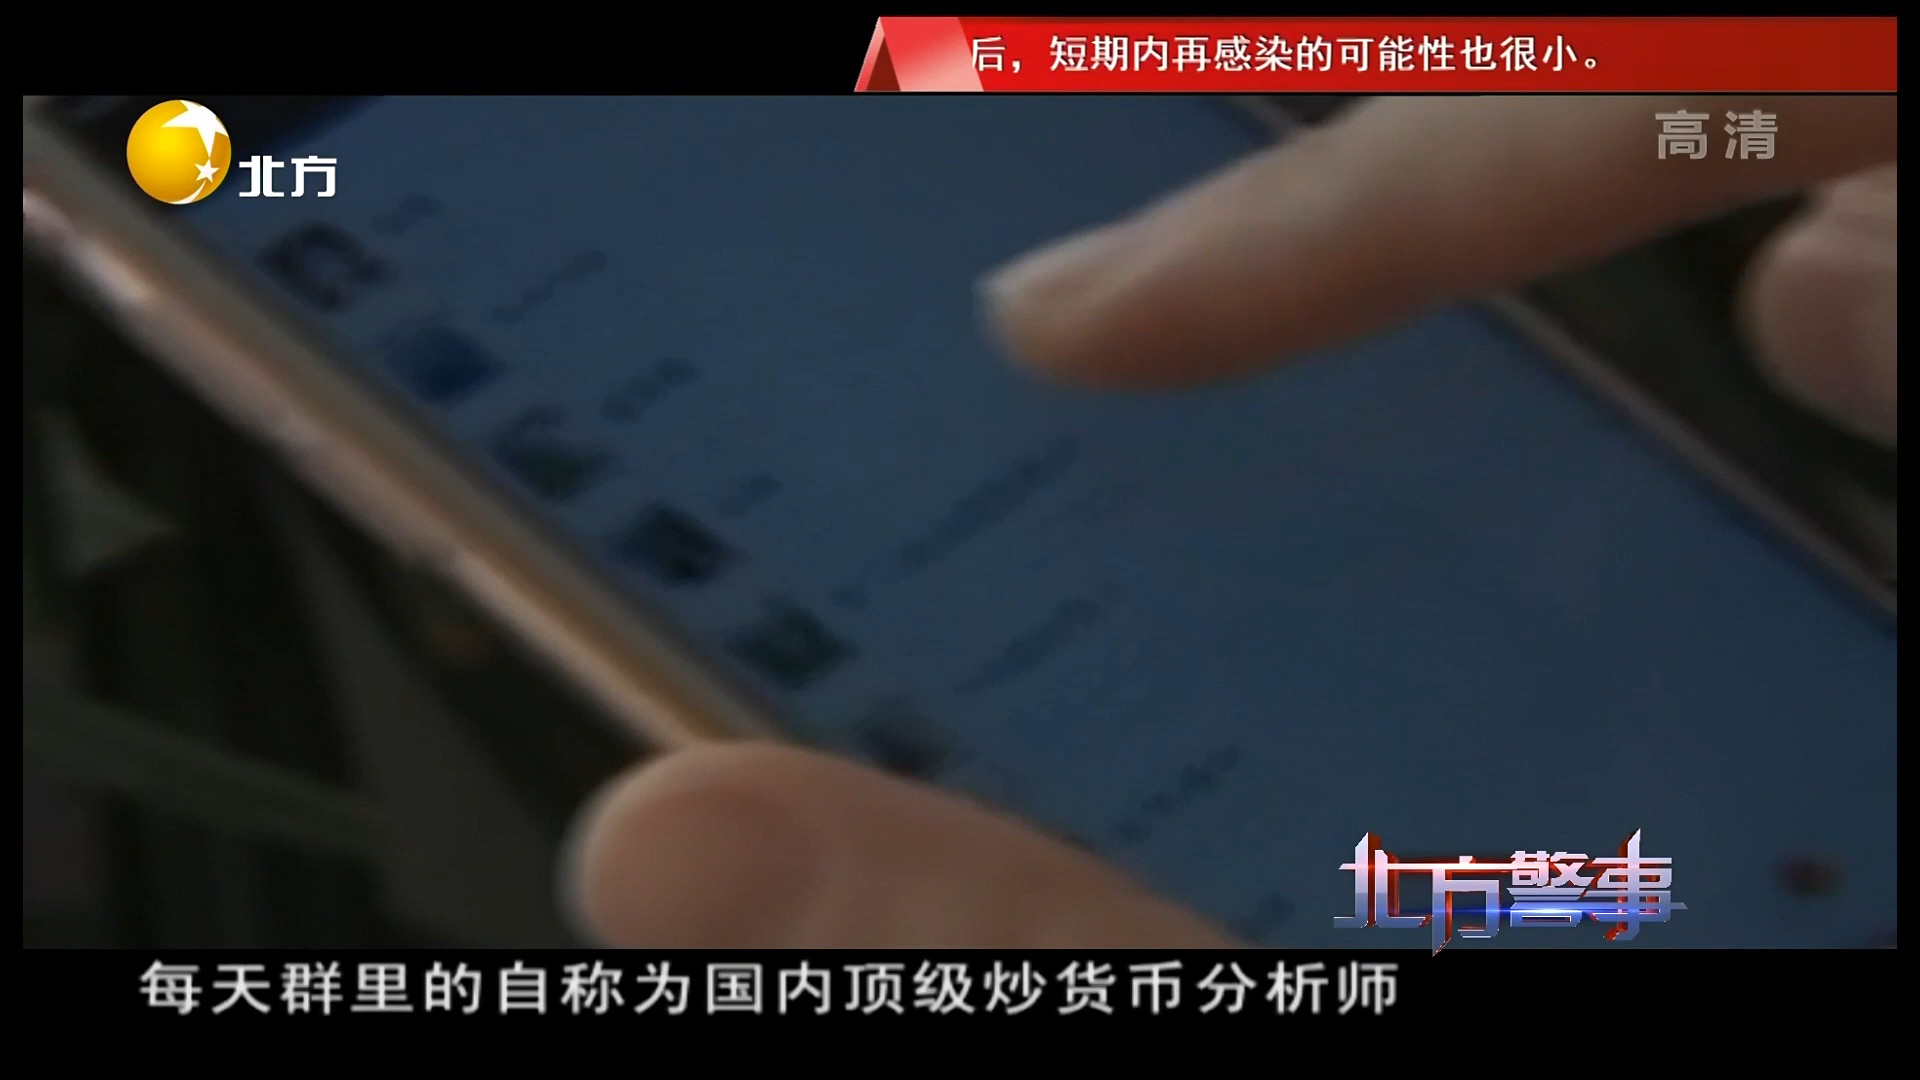 后，短期内再感染的可能性也很小。
高清
北方
北方警事
每天群里的自称为国内顶级炒货币分析师